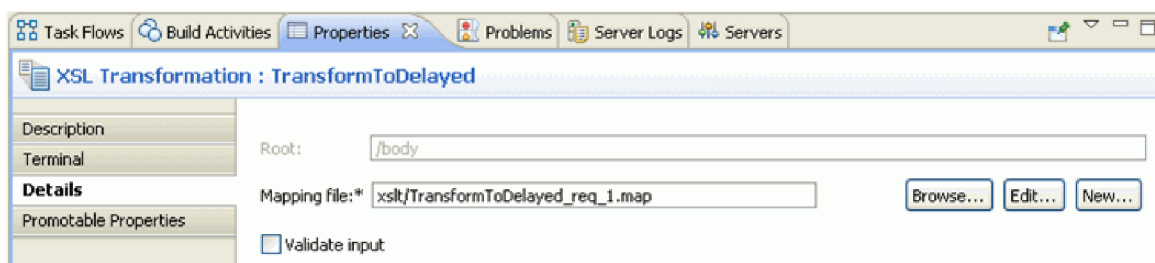 Task Flows Build Activities Properties Problems Server Logs Servers
XSL Transformation : TransformToDelayed
Description
Terminal
Details
Promotable Properties
Root: /body
Mapping file:* xslt/TransformToDelayed_req_1.map Browse... Edit... New...
Validate input